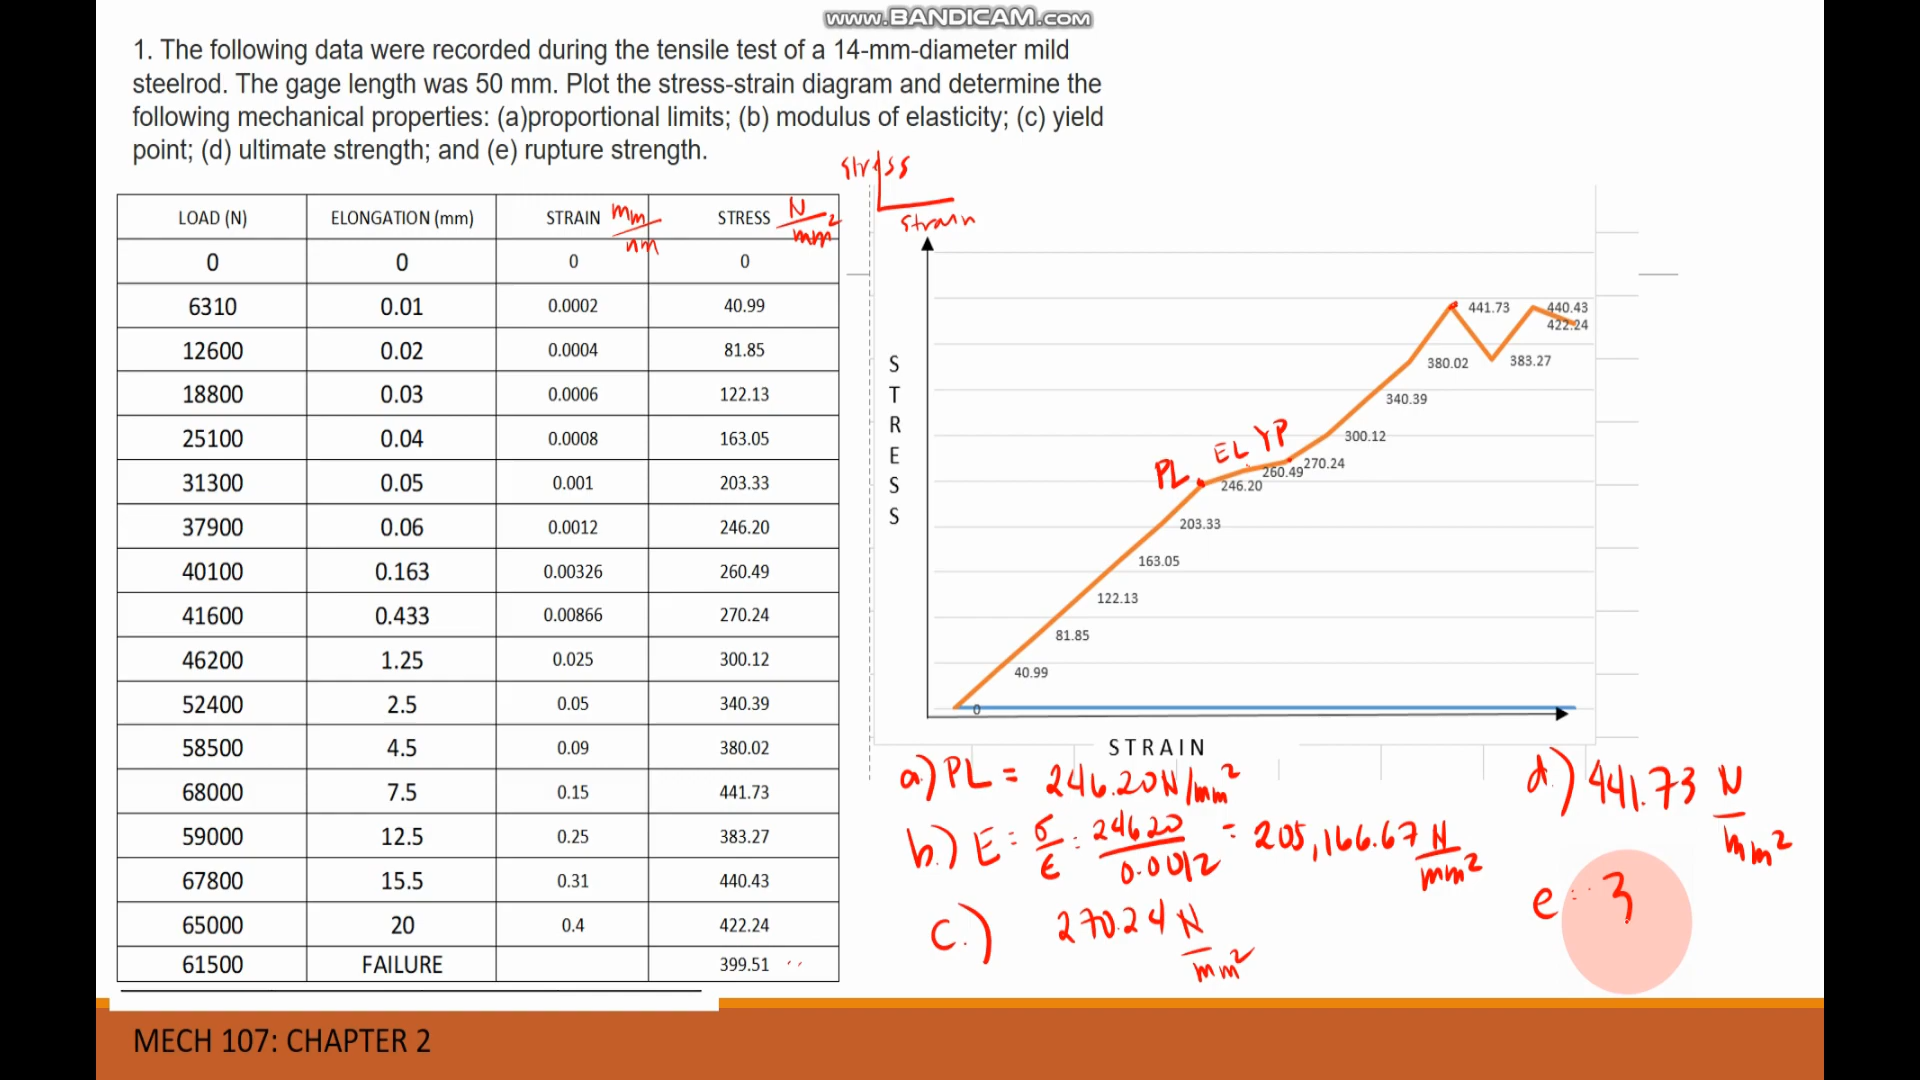 www.BANDICAM.com
1. The following data were recorded during the tensile test of a 14-mm-diameter mild
steelrod. The gage length was 50 mm. Plot the stress-strain diagram and determine the
following mechanical properties: (a)proportional limits; (b) modulus of elasticity; (c) yield
point; (d) ultimate strength; and (e) rupture strength.
LOAD (N) ELONGATION (mm) STRAIN mm/mm STRESS N/mm²
0 0 0 0
6310 0.01 0.0002 40.99
12600 0.02 0.0004 81.85
18800 0.03 0.0006 122.13
25100 0.04 0.0008 163.05
31300 0.05 0.001 203.33
37900 0.06 0.0012 246.20
40100 0.163 0.00326 260.49
41600 0.433 0.00866 270.24
46200 1.25 0.025 300.12
52400 2.5 0.05 340.39
58500 4.5 0.09 380.02
68000 7.5 0.15 441.73
59000 12.5 0.25 383.27
67800 15.5 0.31 440.43
65000 20 0.4 422.24
61500 FAILURE 399.51
stress
strain
STRESS
0
40.99
81.85
122.13
163.05
203.33
246.20
260.49
270.24
300.12
340.39
380.02
441.73
383.27
440.43
422.24
PL EL YP
STRAIN
a) PL = 246.20 N/mm²
b.) E = σ/ε = 24620/0.0012 = 205,166.67 N/mm²
c.) 270.24 N/mm²
d.) 441.73 N/mm²
e = 3
MECH 107: CHAPTER 2